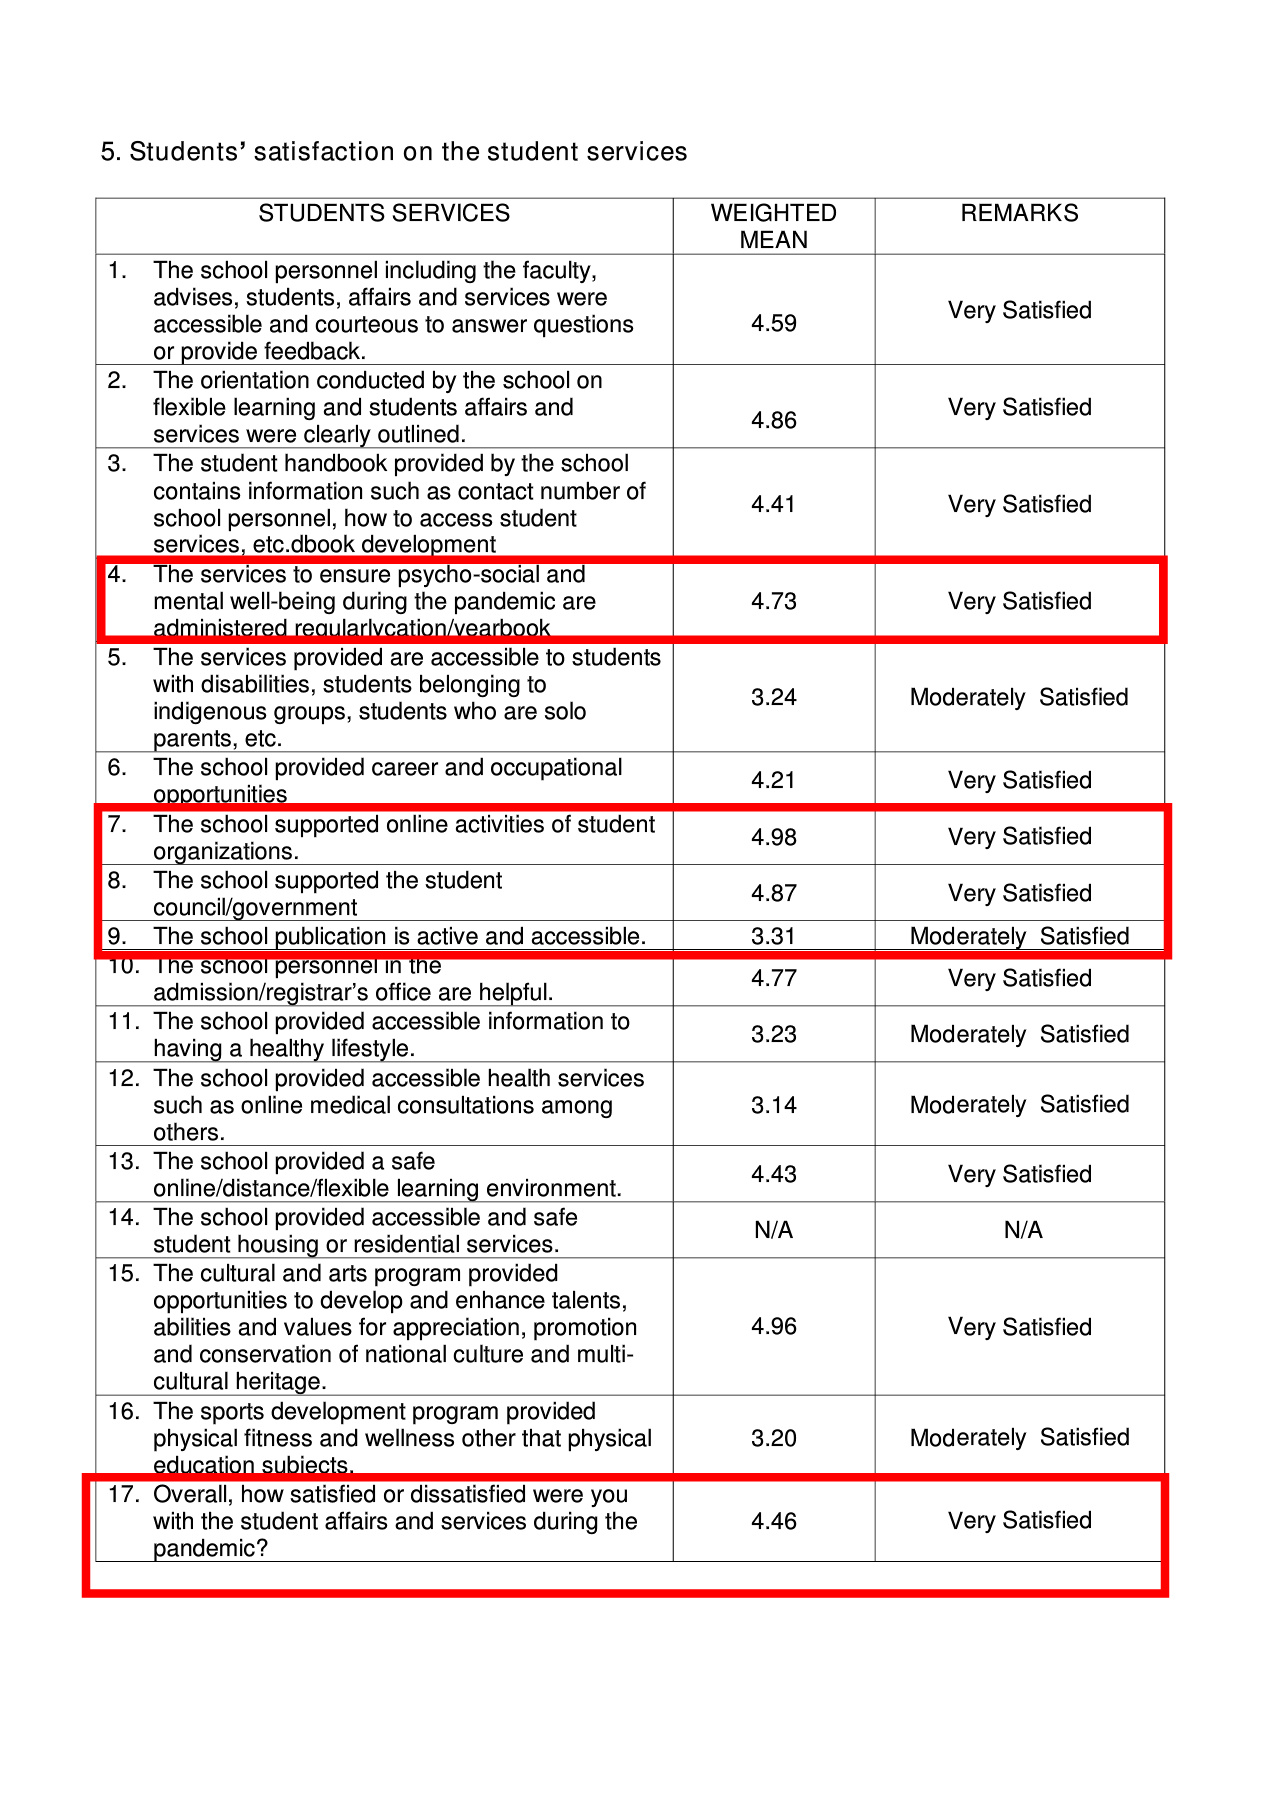 5. Students' satisfaction on the student services
STUDENTS SERVICES
WEIGHTED
MEAN
REMARKS
1. The school personnel including the faculty,
advises, students, affairs and services were
accessible and courteous to answer questions
or provide feedback.
4.59
Very Satisfied
2. The orientation conducted by the school on
flexible learning and students affairs and
services were clearly outlined.
4.86
Very Satisfied
3. The student handbook provided by the school
contains information such as contact number of
school personnel, how to access student
services, etc.dbook development
4.41
Very Satisfied
4. The services to ensure psycho-social and
mental well-being during the pandemic are
administered regularlycation/yearbook
4.73
Very Satisfied
5. The services provided are accessible to students
with disabilities, students belonging to
indigenous groups, students who are solo
parents, etc.
3.24
Moderately Satisfied
6. The school provided career and occupational
opportunities
4.21
Very Satisfied
7. The school supported online activities of student
organizations.
4.98
Very Satisfied
8. The school supported the student
council/government
4.87
Very Satisfied
9. The school publication is active and accessible.
3.31
Moderately Satisfied
10. The school personnel in the
admission/registrar's office are helpful.
4.77
Very Satisfied
11. The school provided accessible information to
having a healthy lifestyle.
3.23
Moderately Satisfied
12. The school provided accessible health services
such as online medical consultations among
others.
3.14
Moderately Satisfied
13. The school provided a safe
online/distance/flexible learning environment.
4.43
Very Satisfied
14. The school provided accessible and safe
student housing or residential services.
N/A
N/A
15. The cultural and arts program provided
opportunities to develop and enhance talents,
abilities and values for appreciation, promotion
and conservation of national culture and multi-
cultural heritage.
4.96
Very Satisfied
16. The sports development program provided
physical fitness and wellness other that physical
education subjects.
3.20
Moderately Satisfied
17. Overall, how satisfied or dissatisfied were you
with the student affairs and services during the
pandemic?
4.46
Very Satisfied